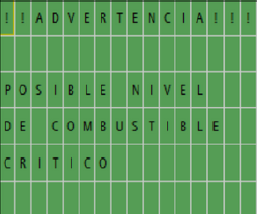 !!ADVERTENCIA!!!
POSIBLE NIVEL
DE COMBUSTIBLE
CRITICO